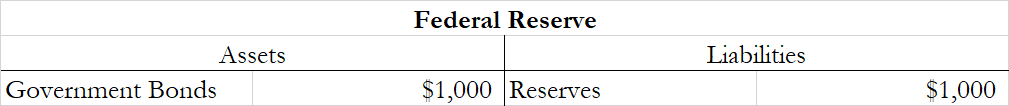 Federal Reserve
Assets Liabilities
Government Bonds $1,000 Reserves $1,000